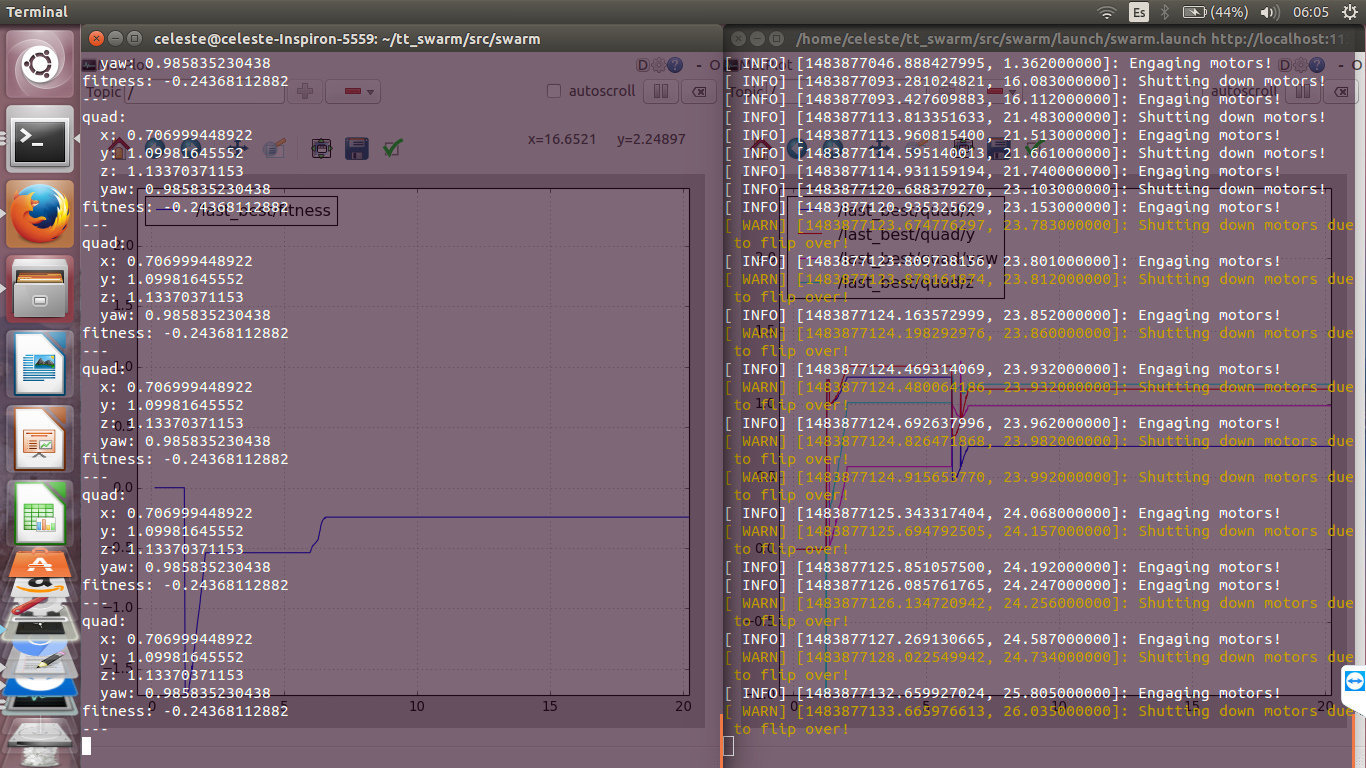 Terminal
Es
(44%)
06:05
celeste@celeste-Inspiron-5559: ~/tt_swarm/src/swarm
yaw: 0.985835230438
fitness: -0.24368112882
---
quad:
x: 0.706999448922
y: 1.09981645552
z: 1.13370371153
yaw: 0.985835230438
fitness: -0.24368112882
---
quad:
x: 0.706999448922
y: 1.09981645552
z: 1.13370371153
yaw: 0.985835230438
fitness: -0.24368112882
---
quad:
x: 0.706999448922
y: 1.09981645552
z: 1.13370371153
yaw: 0.985835230438
fitness: -0.24368112882
---
quad:
x: 0.706999448922
y: 1.09981645552
z: 1.13370371153
yaw: 0.985835230438
fitness: -0.24368112882
---
quad:
x: 0.706999448922
y: 1.09981645552
z: 1.13370371153
yaw: 0.985835230438
fitness: -0.24368112882
---
Topic /
autoscroll
x=16.6521 y=2.24897
/last_best/fitness
0.0
−1.0
0 5 10 15 20
/home/celeste/tt_swarm/src/swarm/launch/swarm.launch http://localhost:11
[ INFO] [1483877046.888427995, 1.362000000]: Engaging motors!
[ INFO] [1483877093.281024821, 16.083000000]: Shutting down motors!
[ INFO] [1483877093.427609883, 16.112000000]: Engaging motors!
[ INFO] [1483877113.813351633, 21.483000000]: Shutting down motors!
[ INFO] [1483877113.960815400, 21.513000000]: Engaging motors!
[ INFO] [1483877114.595140013, 21.661000000]: Shutting down motors!
[ INFO] [1483877114.931159194, 21.740000000]: Engaging motors!
[ INFO] [1483877120.688379270, 23.103000000]: Shutting down motors!
[ INFO] [1483877120.935325629, 23.153000000]: Engaging motors!
[ WARN] [1483877123.674776297, 23.783000000]: Shutting down motors due
to flip over!
[ INFO] [1483877123.809738156, 23.801000000]: Engaging motors!
[ WARN] [1483877123.878161874, 23.812000000]: Shutting down motors due
to flip over!
[ INFO] [1483877124.163572999, 23.852000000]: Engaging motors!
[ WARN] [1483877124.198292976, 23.860000000]: Shutting down motors due
to flip over!
[ INFO] [1483877124.469314069, 23.932000000]: Engaging motors!
[ WARN] [1483877124.480064186, 23.932000000]: Shutting down motors due
to flip over!
[ INFO] [1483877124.692637996, 23.962000000]: Engaging motors!
[ WARN] [1483877124.826471868, 23.982000000]: Shutting down motors due
to flip over!
[ WARN] [1483877124.915653770, 23.992000000]: Shutting down motors due
to flip over!
[ INFO] [1483877125.343317404, 24.068000000]: Engaging motors!
[ WARN] [1483877125.694792505, 24.157000000]: Shutting down motors due
to flip over!
[ INFO] [1483877125.851057500, 24.192000000]: Engaging motors!
[ INFO] [1483877126.085761765, 24.247000000]: Engaging motors!
[ WARN] [1483877126.134720942, 24.256000000]: Shutting down motors due
to flip over!
[ INFO] [1483877127.269130665, 24.587000000]: Engaging motors!
[ WARN] [1483877128.022549942, 24.734000000]: Shutting down motors due
to flip over!
[ INFO] [1483877132.659927024, 25.805000000]: Engaging motors!
[ WARN] [1483877133.665976613, 26.035000000]: Shutting down motors due
to flip over!
autoscroll
/last_best/quad/x
/last_best/quad/y
/last_best/quad/z